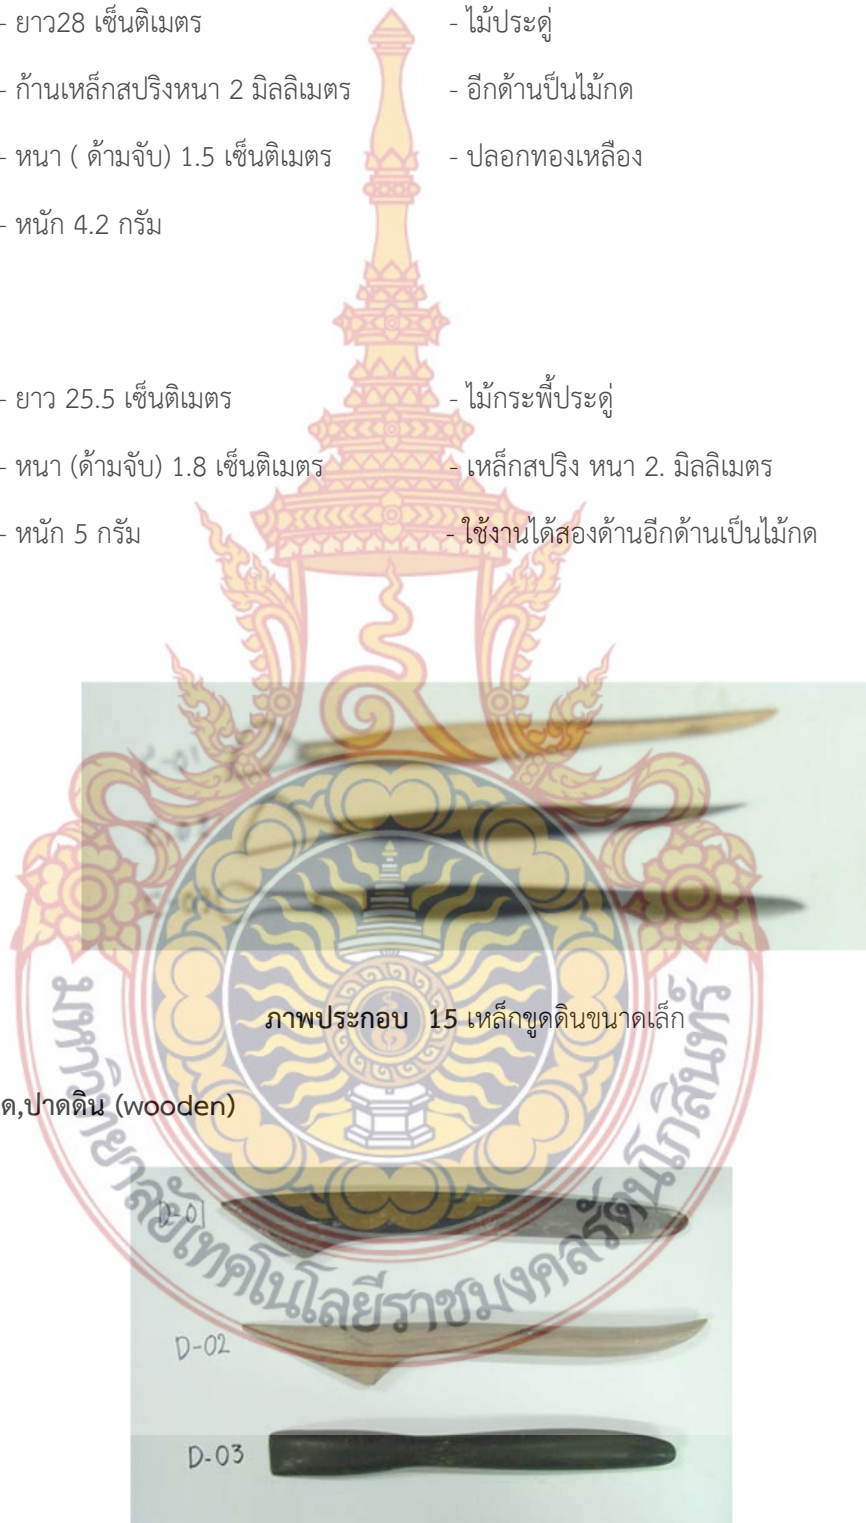 - ยาว28 เซ็นติเมตร - ไม้ประดู่
- ก้านเหล็กสปริงหนา 2 มิลลิเมตร - อีกด้านป็นไม้กด
- หนา ( ด้ามจับ) 1.5 เซ็นติเมตร - ปลอกทองเหลือง
- หนัก 4.2 กรัม
- ยาว 25.5 เซ็นติเมตร - ไม้กระพี้ประดู่
- หนา (ด้ามจับ) 1.8 เซ็นติเมตร - เหล็กสปริง หนา 2. มิลลิเมตร
- หนัก 5 กรัม - ใช้งานได้สองด้านอีกด้านเป็นไม้กด
ภาพประกอบ 15 เหล็กขูดดินขนาดเล็ก
ด,ปาดดิน (wooden)
มหาวิทยาลัยเทคโนโลยีราชมงคลรัตนโกสินทร์
D-01
D-02
D-03